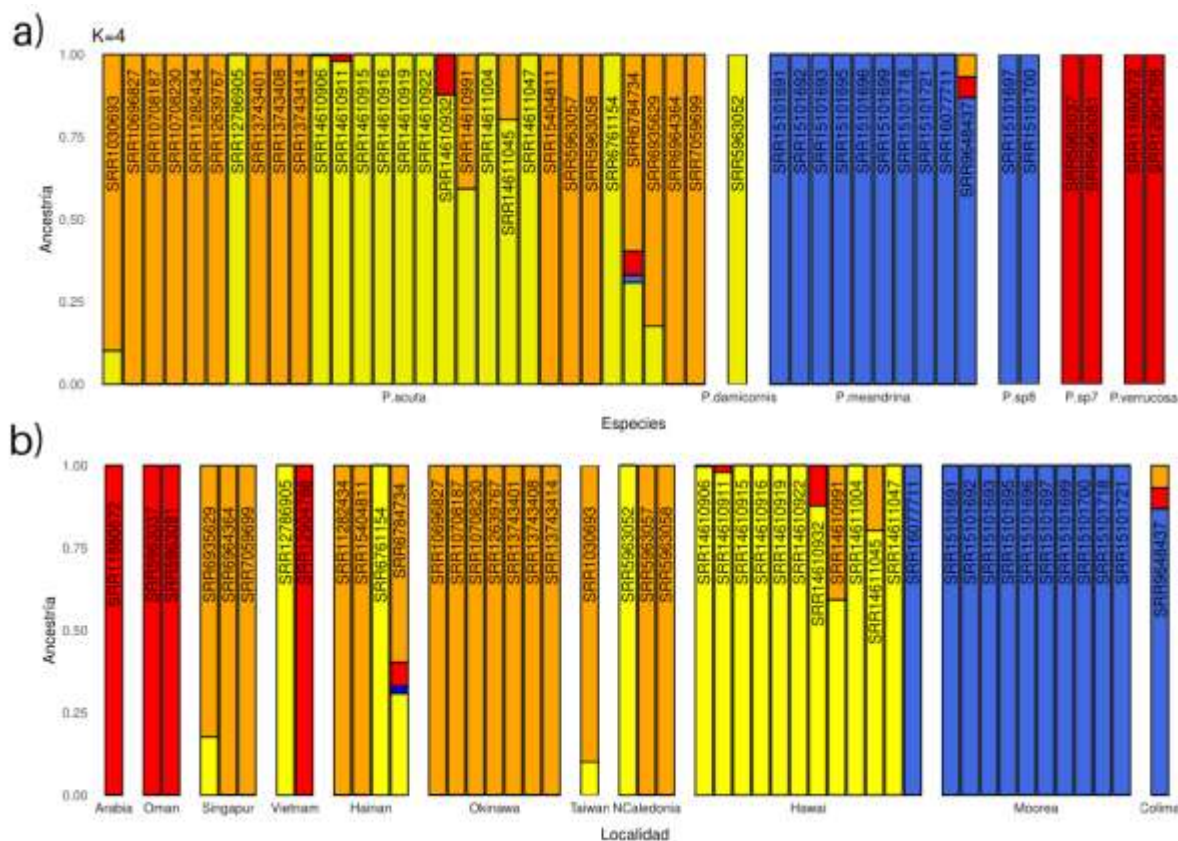 a)
K=4
1.00
0.75
0.50
0.25
0.00
Ancestría
SRR1030693
SRR10696827
SRR10708187
SRR10708230
SRR11282434
SRR12639767
SRR12786905
SRR13743401
SRR13743408
SRR13743414
SRR14610906
SRR14610911
SRR14610915
SRR14610916
SRR14610919
SRR14610922
SRR14610932
SRR14610991
SRR14611004
SRR14611045
SRR14611047
SRR15404811
SRR5963057
SRR5963058
SRR6761154
SRR6784734
SRR6935629
SRR6964364
SRR7059699
SRR5963052
SRR15101691
SRR15101692
SRR15101693
SRR15101695
SRR15101696
SRR15101699
SRR15101718
SRR15101721
SRR16077711
SRR9648437
SRR15101697
SRR15101700
P.acuta
P.damicornis
P.meandrina
P.sp8
P.sp7
P.verrucosa
Especies
b)
1.00
0.75
0.50
0.25
0.00
Ancestría
SRR6935629
SRR6964364
SRR7059699
SRR12786905
SRR11282434
SRR15404811
SRR6761154
SRR6784734
SRR10696827
SRR10708187
SRR10708230
SRR12639767
SRR13743401
SRR13743408
SRR13743414
SRR1030693
SRR5963052
SRR5963057
SRR5963058
SRR14610906
SRR14610911
SRR14610915
SRR14610916
SRR14610919
SRR14610922
SRR14610932
SRR14610991
SRR14611004
SRR14611045
SRR14611047
SRR16077711
SRR15101691
SRR15101692
SRR15101693
SRR15101695
SRR15101696
SRR15101697
SRR15101699
SRR15101700
SRR15101718
SRR15101721
SRR9648437
Arabia
Oman
Singapur
Vietnam
Hainan
Okinawa
Taiwan
NCaledonia
Hawai
Moorea
Colima
Localidad